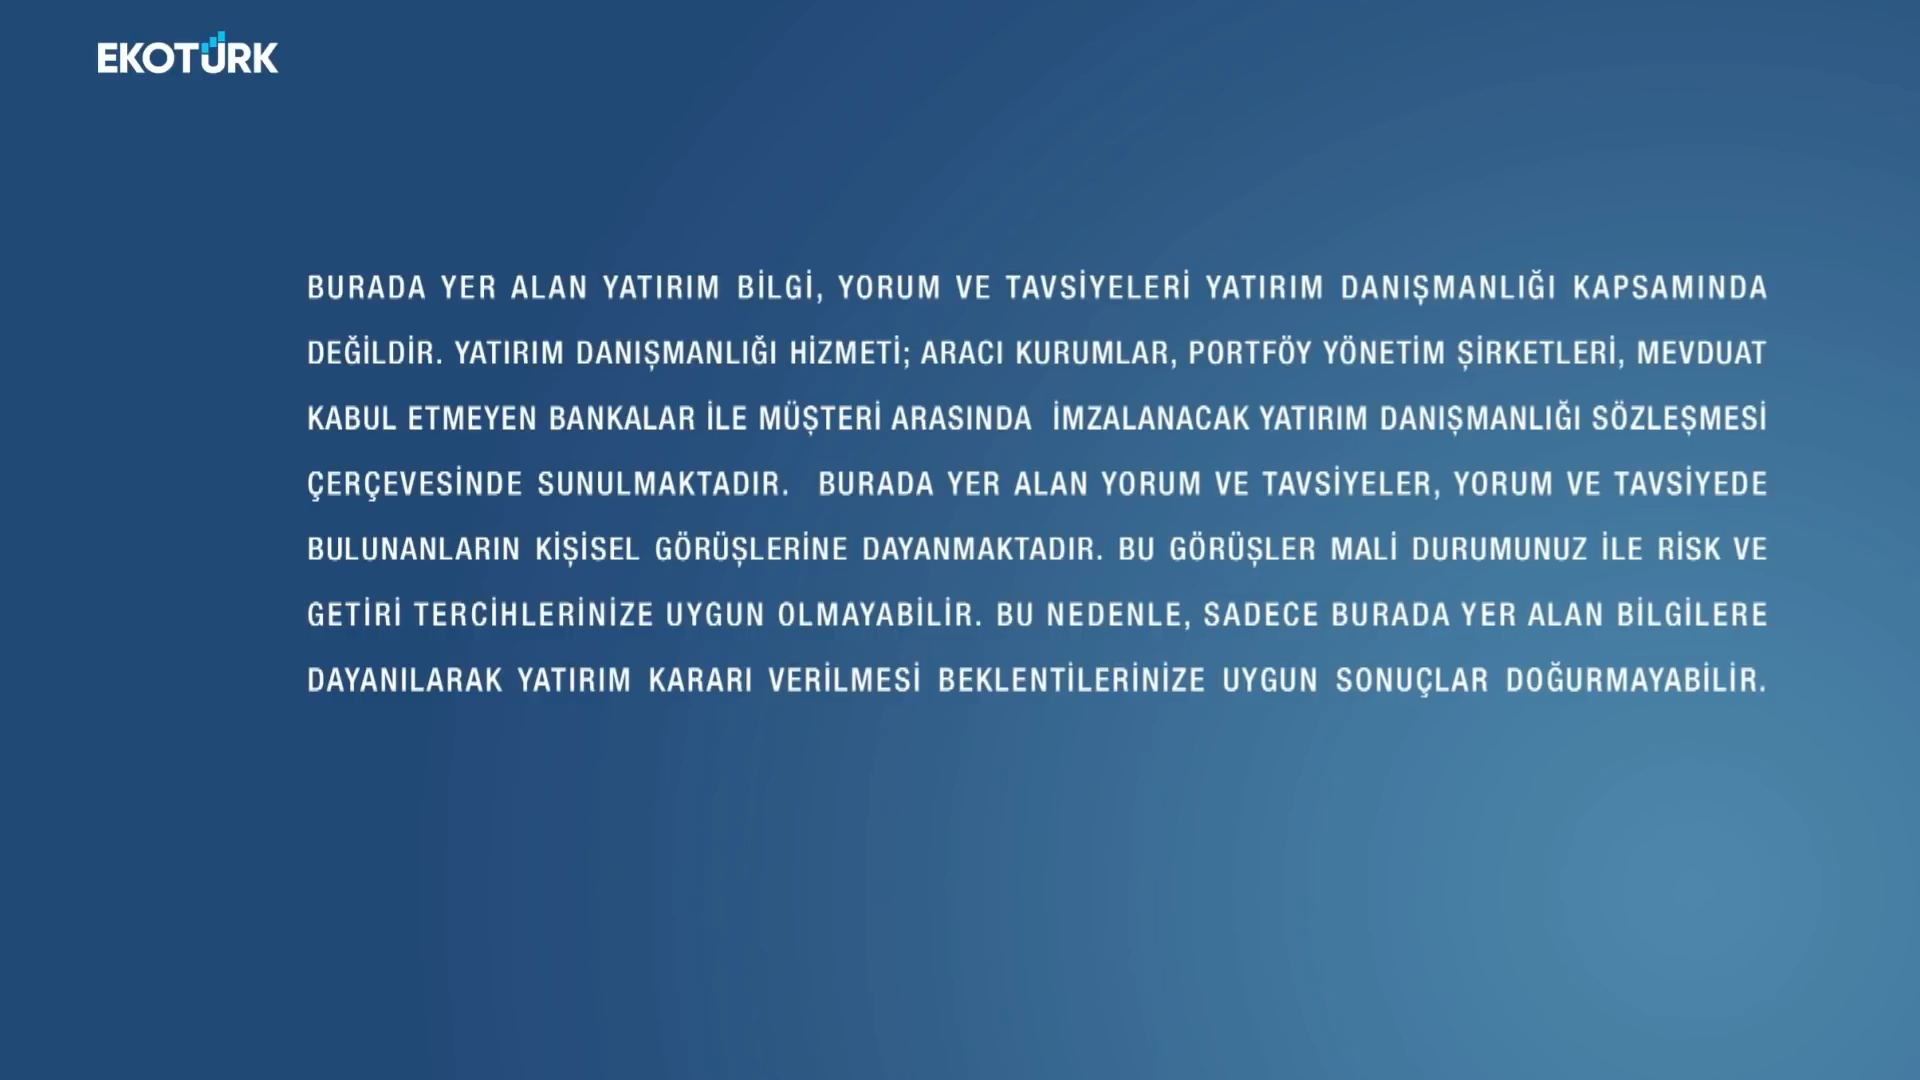 EKOTÜRK
BURADA YER ALAN YATIRIM BİLGİ, YORUM VE TAVSİYELERİ YATIRIM DANIŞMANLIĞI KAPSAMINDA
DEĞİLDİR. YATIRIM DANIŞMANLIĞI HİZMETİ; ARACI KURUMLAR, PORTFÖY YÖNETİM ŞİRKETLERİ, MEVDUAT
KABUL ETMEYEN BANKALAR İLE MÜŞTERİ ARASINDA İMZALANACAK YATIRIM DANIŞMANLIĞI SÖZLEŞMESİ
ÇERÇEVESİNDE SUNULMAKTADIR. BURADA YER ALAN YORUM VE TAVSİYELER, YORUM VE TAVSİYEDE
BULUNANLARIN KİŞİSEL GÖRÜŞLERİNE DAYANMAKTADIR. BU GÖRÜŞLER MALİ DURUMUNUZ İLE RİSK VE
GETİRİ TERCİHLERİNİZE UYGUN OLMAYABİLİR. BU NEDENLE, SADECE BURADA YER ALAN BİLGİLERE
DAYANILARAK YATIRIM KARARI VERİLMESİ BEKLENTİLERİNİZE UYGUN SONUÇLAR DOĞURMAYABİLİR.